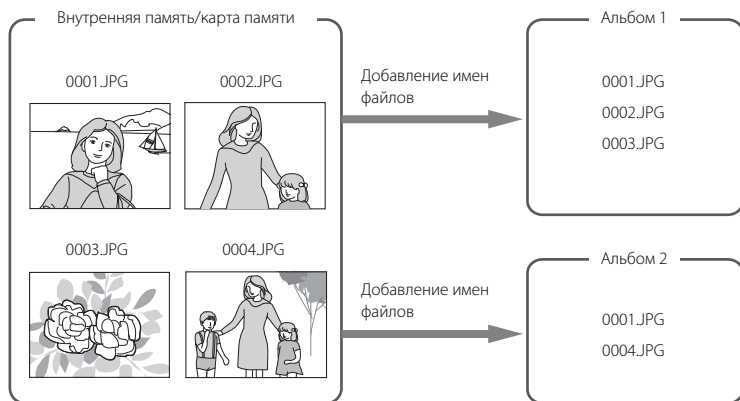 Внутренняя память/карта памяти
0001.JPG
0002.JPG
0003.JPG
0004.JPG
Добавление имен
файлов
Альбом 1
0001.JPG
0002.JPG
0003.JPG
Добавление имен
файлов
Альбом 2
0001.JPG
0004.JPG